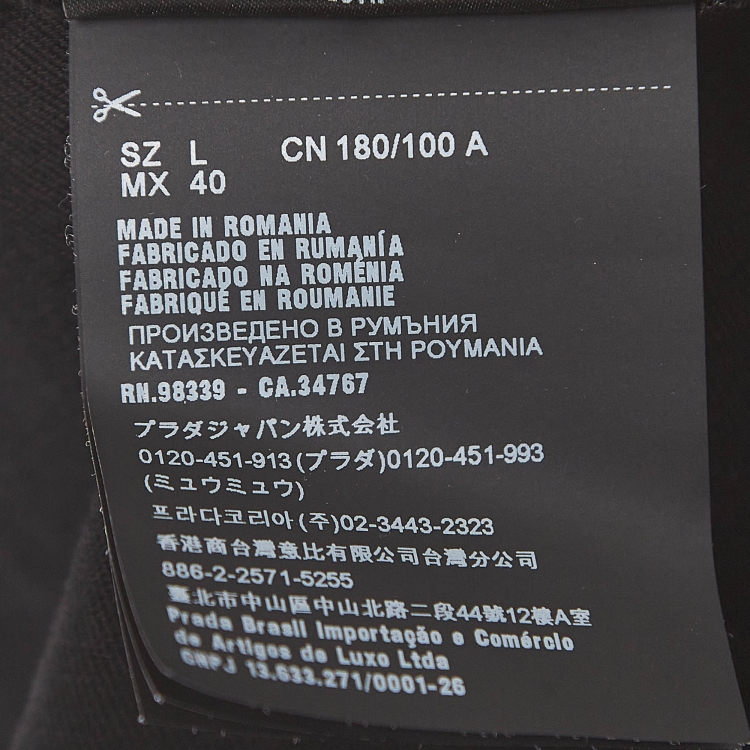 SZ L CN 180/100 A
MX 40
MADE IN ROMANIA
FABRICADO EN RUMANÍA
FABRICADO NA ROMÉNIA
FABRIQUÉ EN ROUMANIE
ПРОИЗВЕДЕНО В РУМЪНИЯ
ΚΑΤΑΣΚΕΥΑΖΕΤΑΙ ΣΤΗ ΡΟΥΜΑΝΙΑ
RN.98339 - CA.34767
プラダジャパン株式会社
0120-451-913(プラダ)0120-451-993
(ミュウミュウ)
프라다코리아(주)02-3443-2323
香港商台灣意比有限公司台灣分公司
886-2-2571-5255
臺北市中山區中山北路二段44號12樓A室
Prada Brasil Importação e Comércio
de Artigos de Luxo Ltda
CNPJ 13.633.271/0001-26